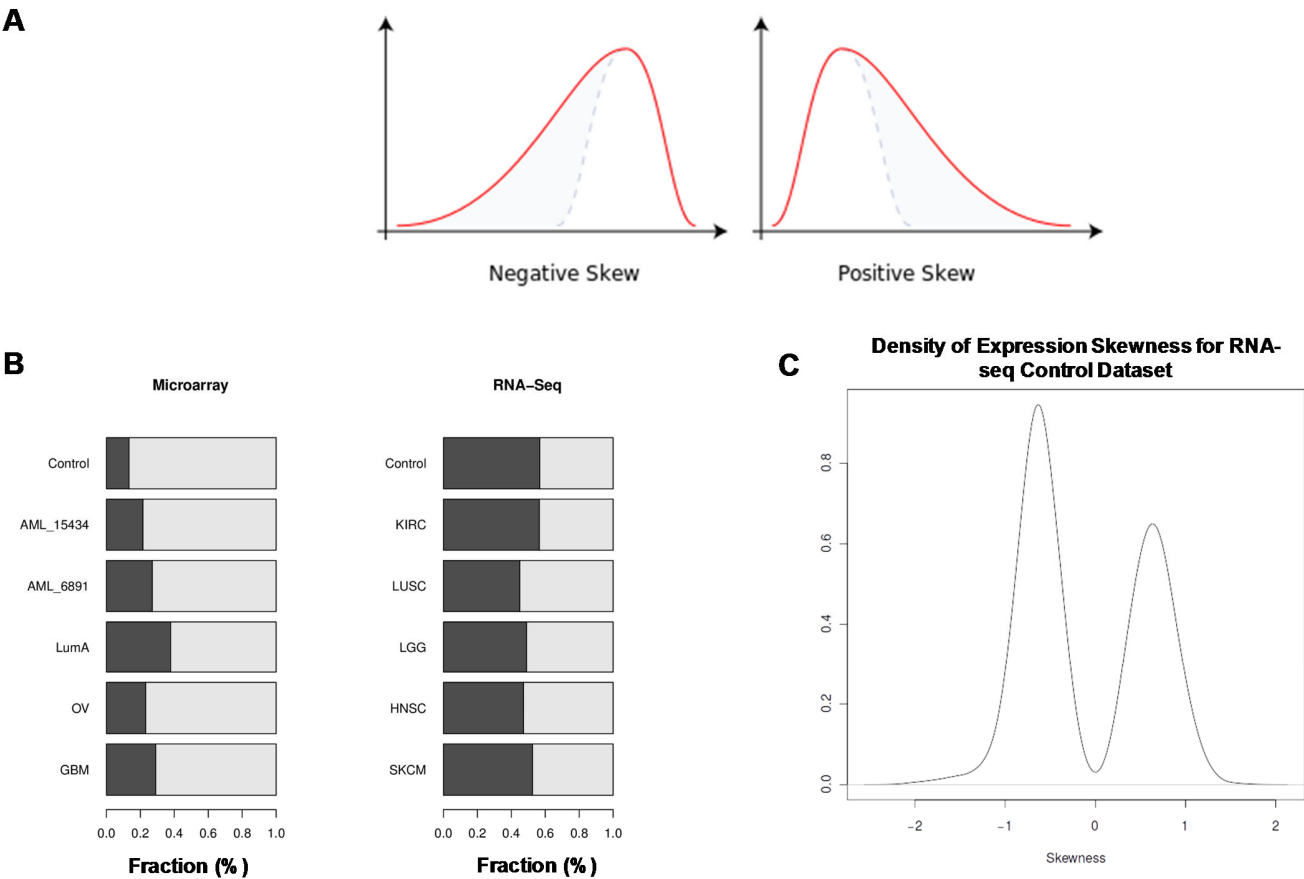 A
Negative Skew
Positive Skew
B
Microarray
Control
AML_15434
AML_6891
LumA
OV
GBM
0.0 0.2 0.4 0.6 0.8 1.0
Fraction (%)
RNA–Seq
Control
KIRC
LUSC
LGG
HNSC
SKCM
0.0 0.2 0.4 0.6 0.8 1.0
Fraction (%)
C
Density of Expression Skewness for RNA-
seq Control Dataset
0.8
0.6
0.4
0.2
0.0
−2 −1 0 1 2
Skewness